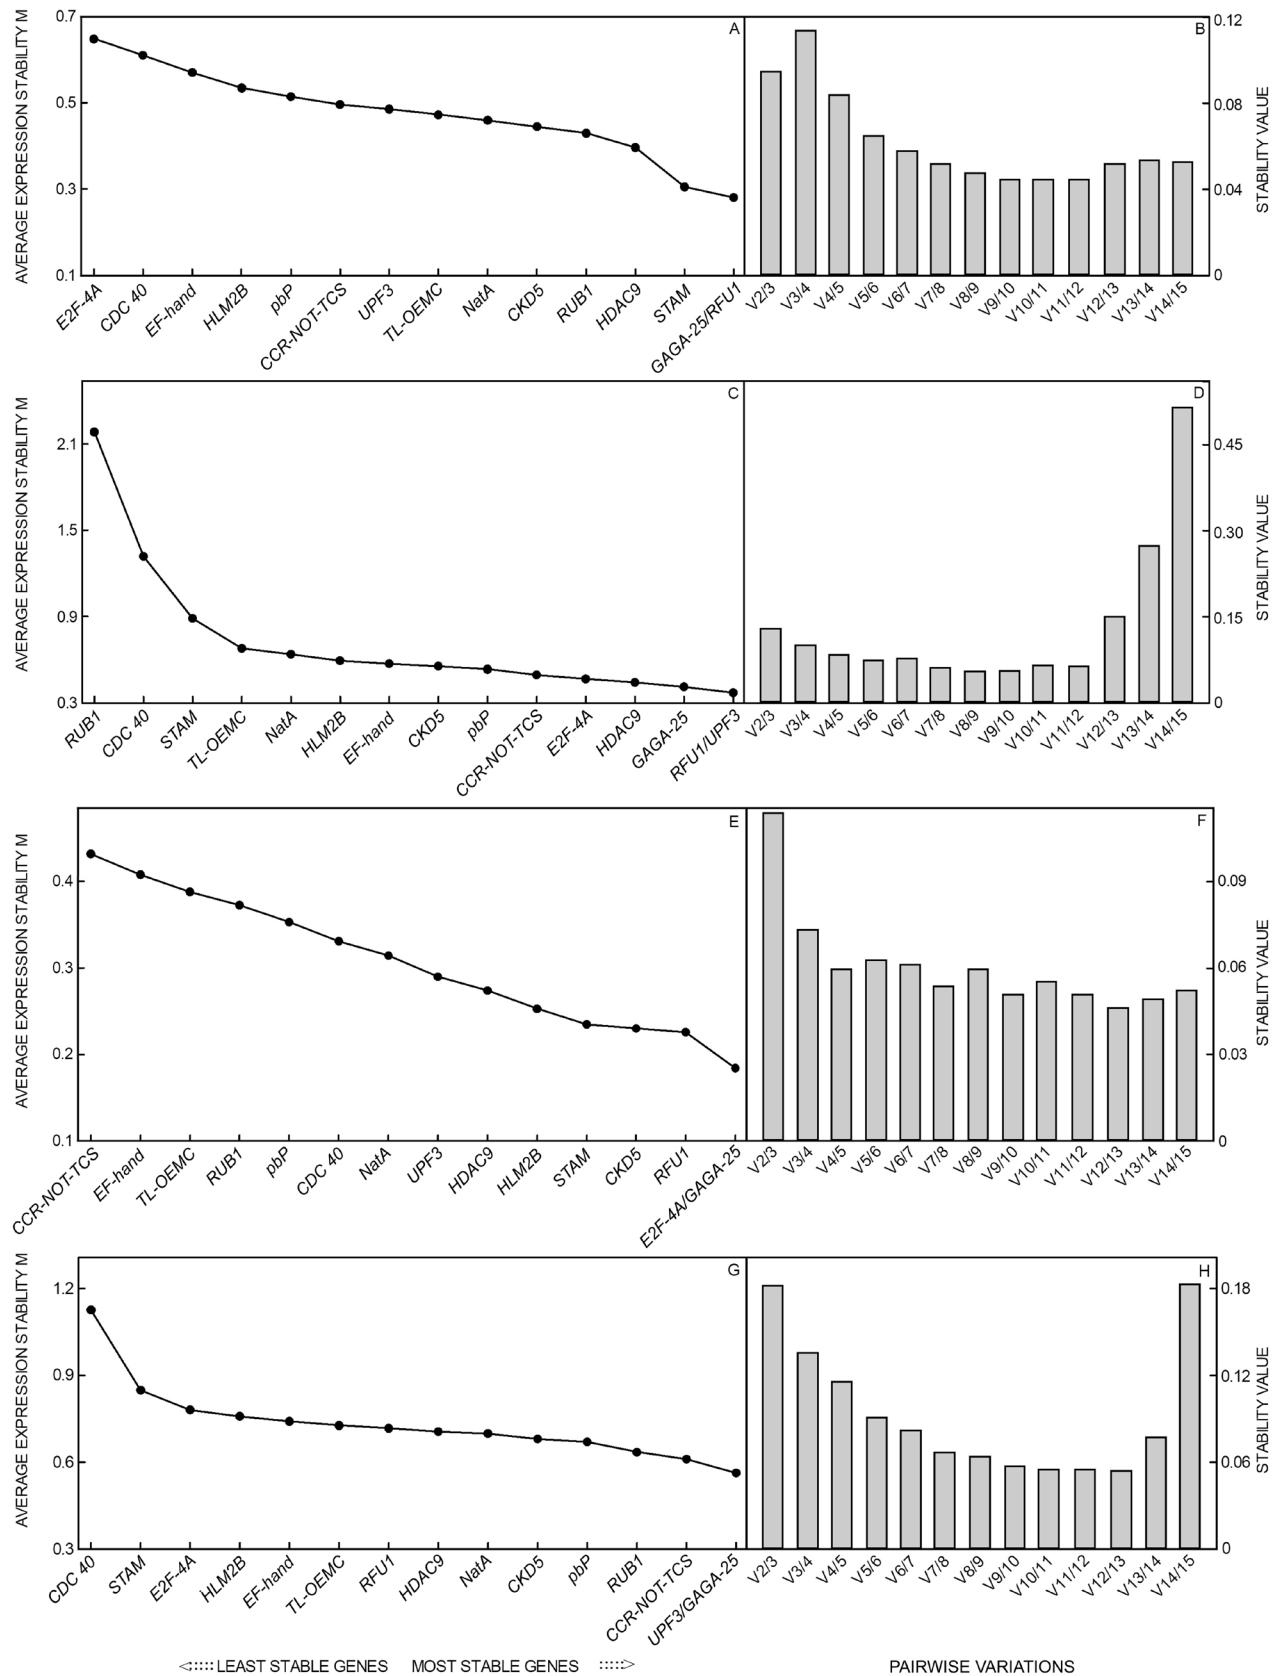 AVERAGE EXPRESSION STABILITY M
0.7
0.5
0.3
0.1
A
E2F-4A
CDC 40
EF-hand
HLM2B
pbP
CCR-NOT-TCS
UPF3
TL-OEMC
NatA
CKD5
RUB1
HDAC9
STAM
GAGA-25/RFU1
B
0.12
0.08
0.04
0
STABILITY VALUE
V2/3
V3/4
V4/5
V5/6
V6/7
V7/8
V8/9
V9/10
V10/11
V11/12
V12/13
V13/14
V14/15
AVERAGE EXPRESSION STABILITY M
2.1
1.5
0.9
0.3
C
RUB1
CDC 40
STAM
TL-OEMC
NatA
HLM2B
EF-hand
CKD5
pbP
CCR-NOT-TCS
E2F-4A
HDAC9
GAGA-25
RFU1/UPF3
D
0.45
0.30
0.15
0
STABILITY VALUE
V2/3
V3/4
V4/5
V5/6
V6/7
V7/8
V8/9
V9/10
V10/11
V11/12
V12/13
V13/14
V14/15
AVERAGE EXPRESSION STABILITY M
0.4
0.3
0.2
0.1
E
CCR-NOT-TCS
EF-hand
TL-OEMC
RUB1
pbP
CDC 40
NatA
UPF3
HDAC9
HLM2B
STAM
CKD5
RFU1
E2F-4A/GAGA-25
F
0.09
0.06
0.03
0
STABILITY VALUE
V2/3
V3/4
V4/5
V5/6
V6/7
V7/8
V8/9
V9/10
V10/11
V11/12
V12/13
V13/14
V14/15
AVERAGE EXPRESSION STABILITY M
1.2
0.9
0.6
0.3
G
CDC 40
STAM
E2F-4A
HLM2B
EF-hand
TL-OEMC
RFU1
HDAC9
NatA
CKD5
pbP
RUB1
CCR-NOT-TCS
UPF3/GAGA-25
H
0.18
0.12
0.06
0
STABILITY VALUE
V2/3
V3/4
V4/5
V5/6
V6/7
V7/8
V8/9
V9/10
V10/11
V11/12
V12/13
V13/14
V14/15
LEAST STABLE GENES MOST STABLE GENES
PAIRWISE VARIATIONS